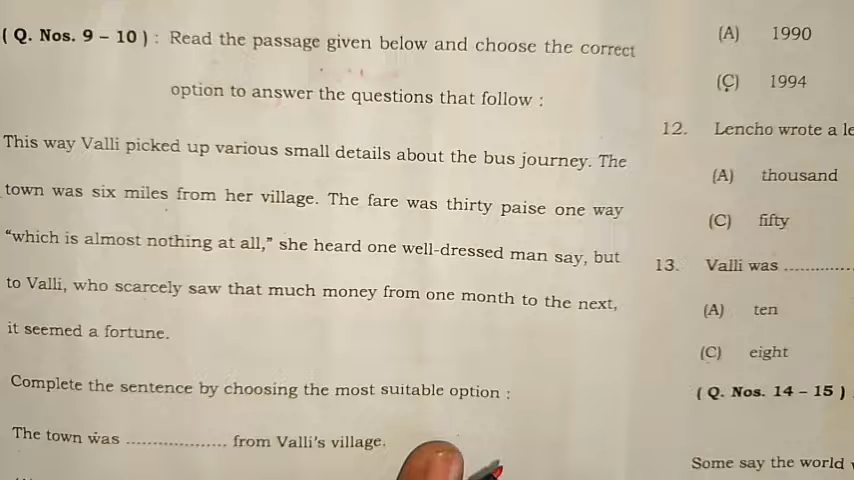 ( Q. Nos. 9 – 10 ) : Read the passage given below and choose the correct
option to answer the questions that follow :
This way Valli picked up various small details about the bus journey. The
town was six miles from her village. The fare was thirty paise one way
“which is almost nothing at all,” she heard one well-dressed man say, but
to Valli, who scarcely saw that much money from one month to the next,
it seemed a fortune.
Complete the sentence by choosing the most suitable option :
The town was ................... from Valli's village.
(A) 1990
(C) 1994
12. Lencho wrote a
(A) thousand
(C) fifty
13. Valli was .............
(A) ten
(C) eight
( Q. Nos. 14 – 15 )
Some say the world